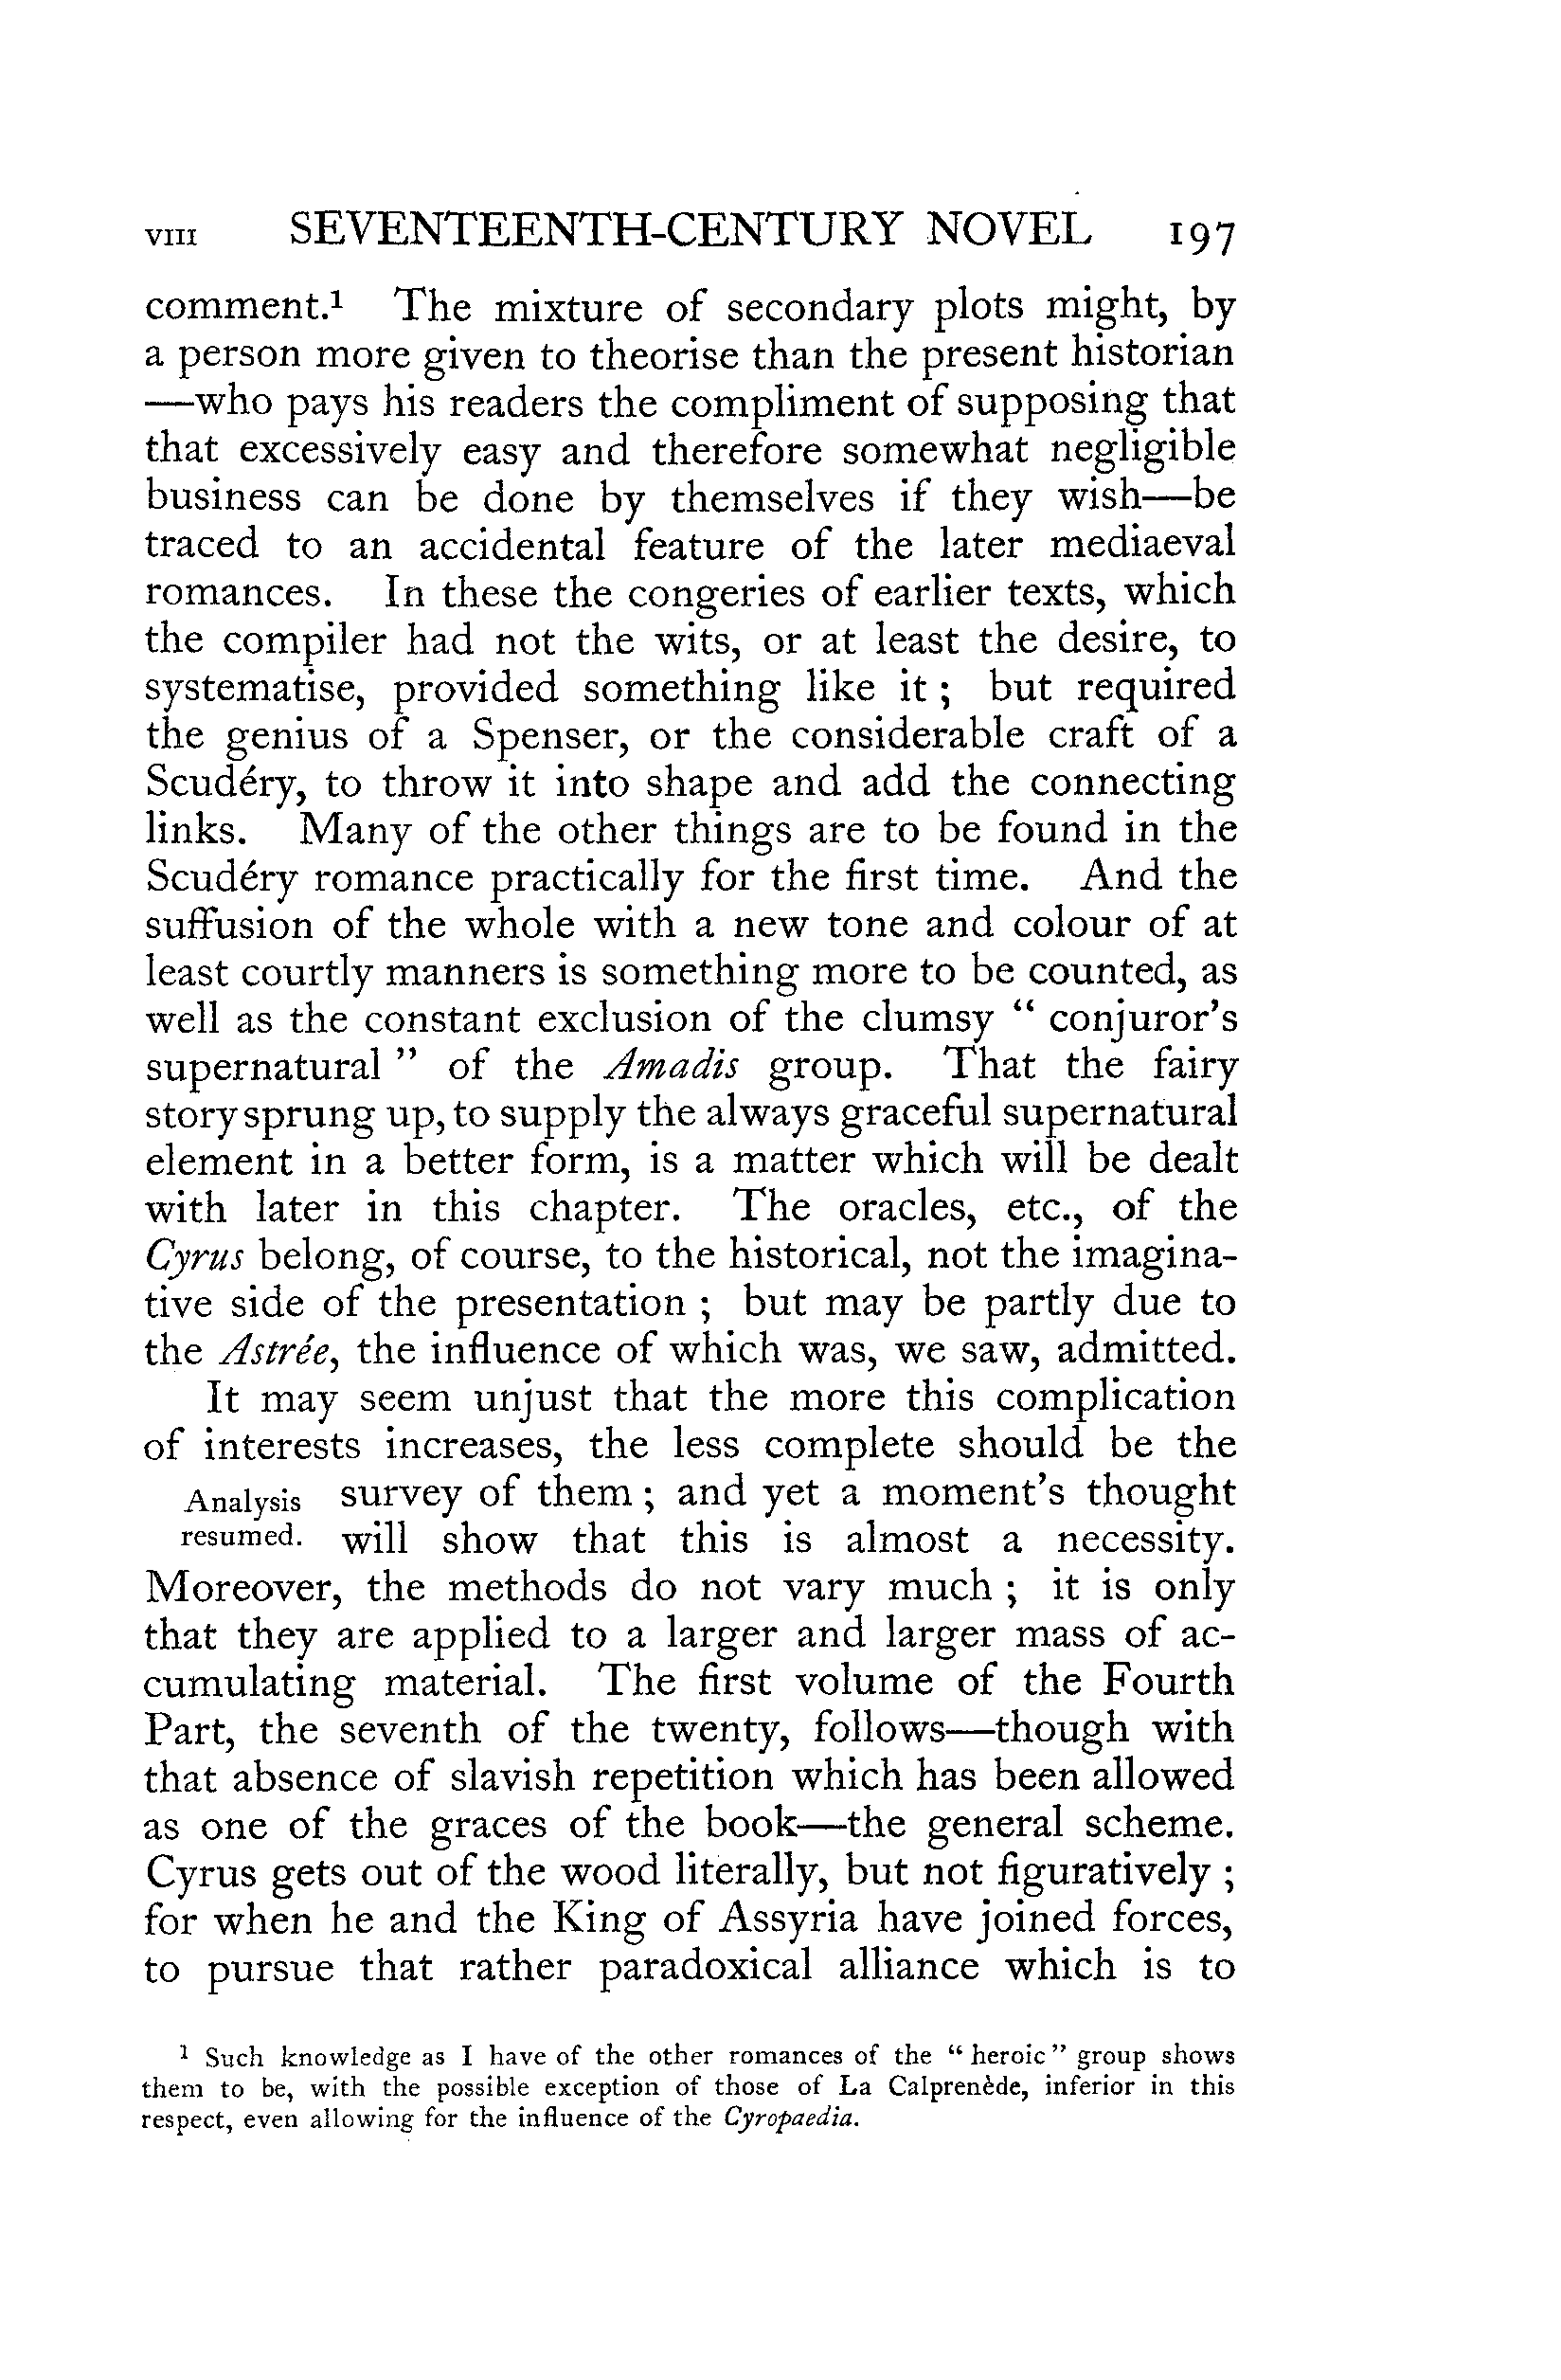 VIII SEVENTEENTH-CENTURY NOVEL 197
comment.¹ The mixture of secondary plots might, by
a person more given to theorise than the present historian
—who pays his readers the compliment of supposing that
that excessively easy and therefore somewhat negligible
business can be done by themselves if they wish—be
traced to an accidental feature of the later mediaeval
romances. In these the congeries of earlier texts, which
the compiler had not the wits, or at least the desire, to
systematise, provided something like it ; but required
the genius of a Spenser, or the considerable craft of a
Scudéry, to throw it into shape and add the connecting
links. Many of the other things are to be found in the
Scudéry romance practically for the first time. And the
suffusion of the whole with a new tone and colour of at
least courtly manners is something more to be counted, as
well as the constant exclusion of the clumsy “ conjuror’s
supernatural ” of the Amadis group. That the fairy
story sprung up, to supply the always graceful supernatural
element in a better form, is a matter which will be dealt
with later in this chapter. The oracles, etc., of the
Cyrus belong, of course, to the historical, not the imagina-
tive side of the presentation ; but may be partly due to
the Astrée, the influence of which was, we saw, admitted.
It may seem unjust that the more this complication
of interests increases, the less complete should be the
Analysis survey of them ; and yet a moment’s thought
resumed. will show that this is almost a necessity.
Moreover, the methods do not vary much ; it is only
that they are applied to a larger and larger mass of ac-
cumulating material. The first volume of the Fourth
Part, the seventh of the twenty, follows—though with
that absence of slavish repetition which has been allowed
as one of the graces of the book—the general scheme.
Cyrus gets out of the wood literally, but not figuratively ;
for when he and the King of Assyria have joined forces,
to pursue that rather paradoxical alliance which is to
¹ Such knowledge as I have of the other romances of the “ heroic ” group shows
them to be, with the possible exception of those of La Calprenède, inferior in this
respect, even allowing for the influence of the Cyropaedia.